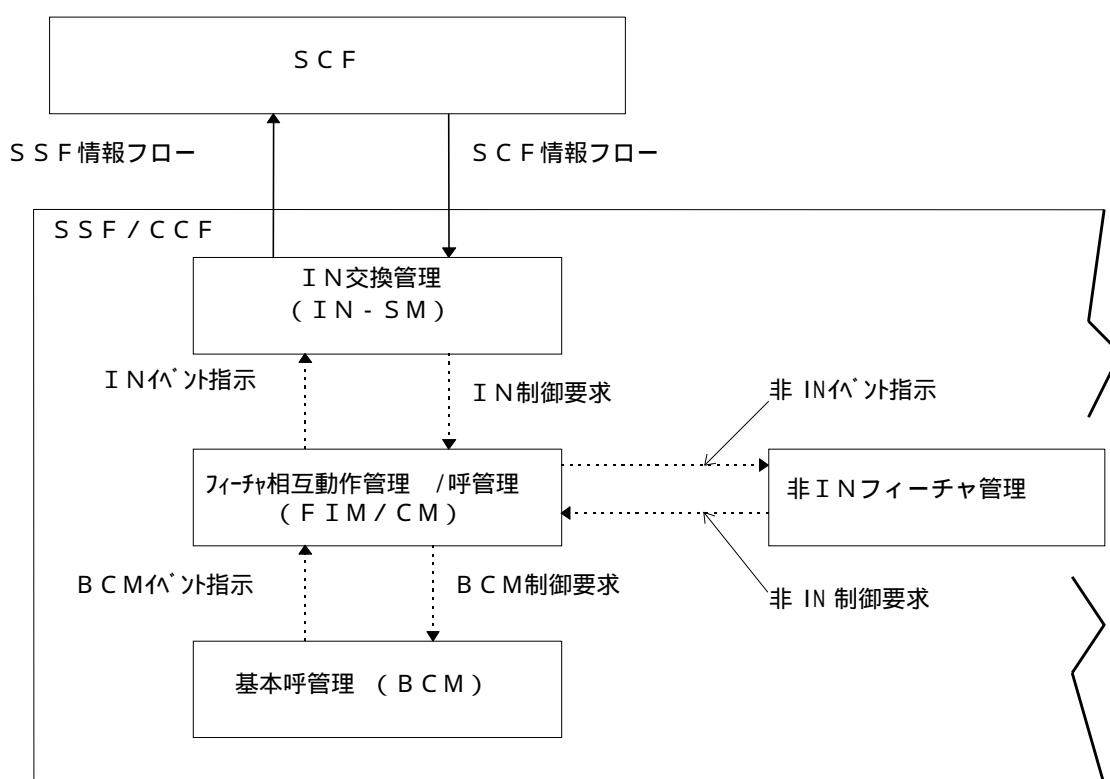 ＳＣＦ
ＳＳＦ情報フロー
ＳＣＦ情報フロー
ＳＳＦ/ＣＣＦ
ＩＮ交換管理
（ＩＮ-ＳＭ）
ＩＮｲﾍﾞﾝﾄ指示
ＩＮ制御要求
非 INｲﾍﾞﾝﾄ指示
ﾌｨｰﾁｬ相互動作管理 /呼管理
（ＦＩＭ/ＣＭ）
非ＩＮフィーチャ管理
ＢＣＭｲﾍﾞﾝﾄ指示
ＢＣＭ制御要求
非 IN 制御要求
基本呼管理 （ＢＣＭ）